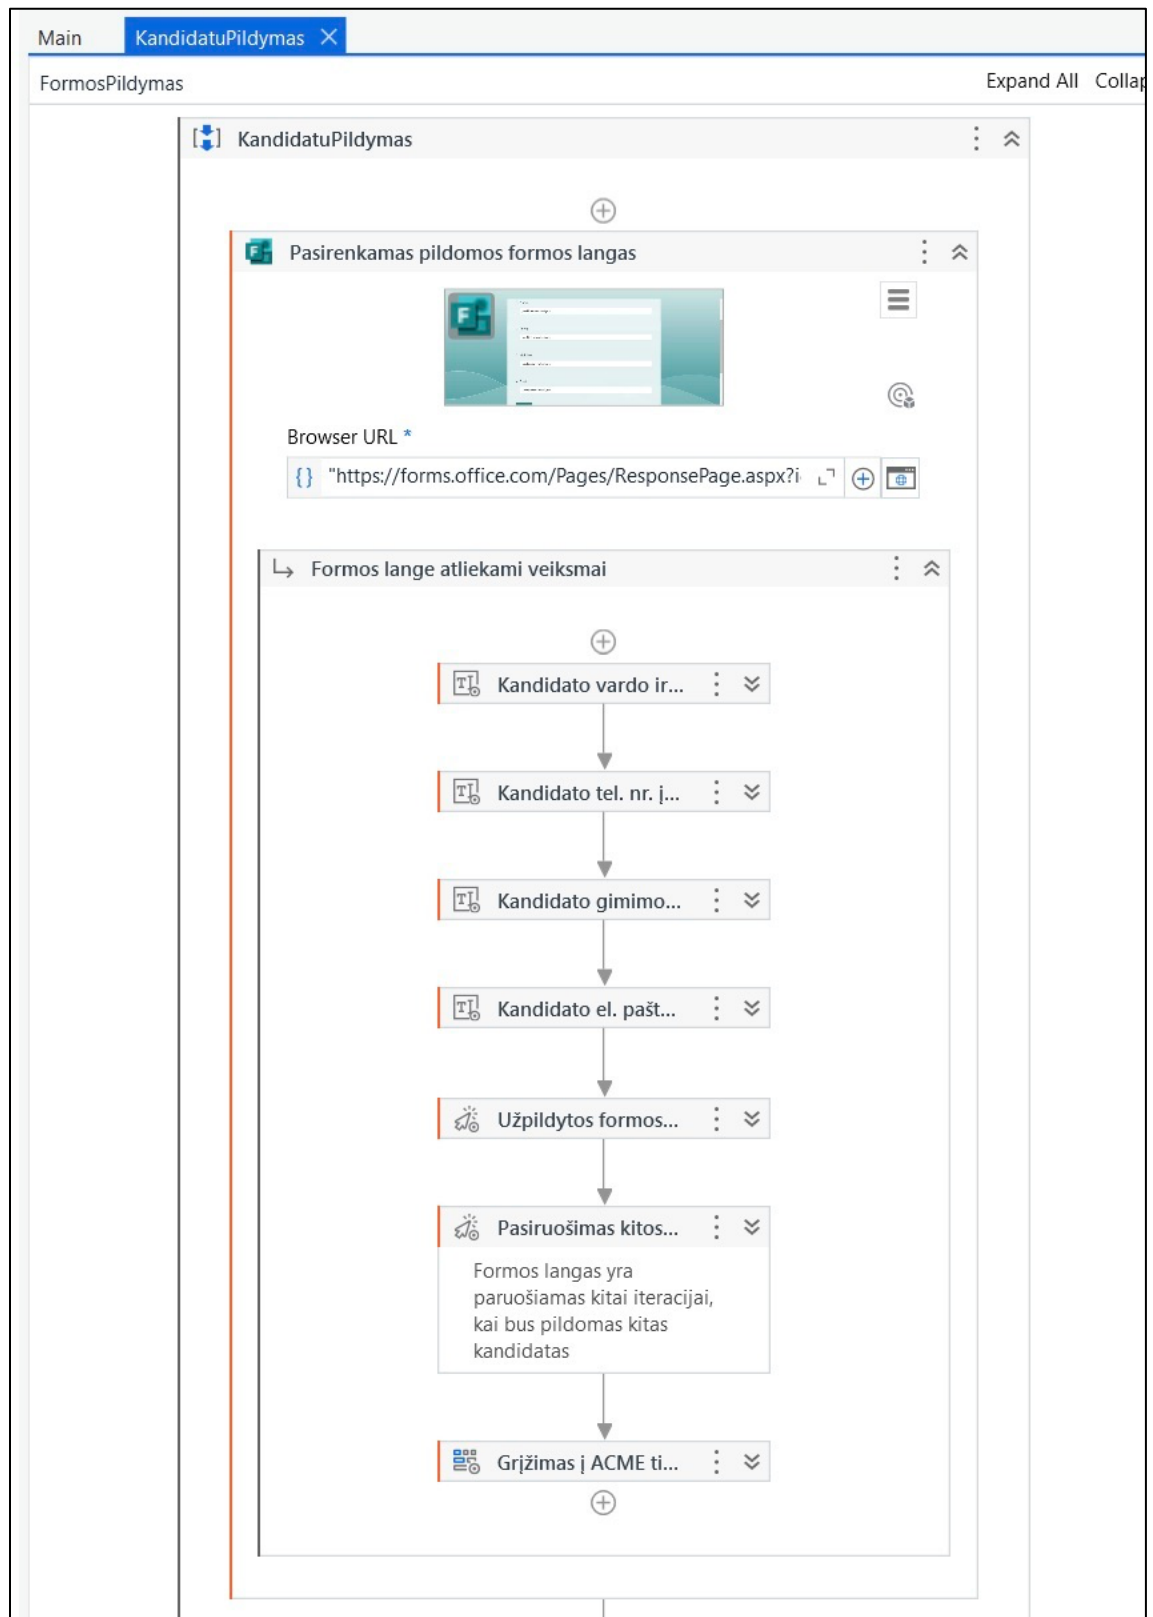 Main KandidatuPildymas
FormosPildymas Expand All Collap
KandidatuPildymas
Pasirenkamas pildomos formos langas
F
Browser URL *
{} "https://forms.office.com/Pages/ResponsePage.aspx?i
Formos lange atliekami veiksmai
Kandidato vardo ir...
Kandidato tel. nr. į...
Kandidato gimimo...
Kandidato el. pašt...
Užpildytos formos...
Pasiruošimas kitos...
Formos langas yra
paruošiamas kitai iteracijai,
kai bus pildomas kitas
kandidatas
Grįžimas į ACME ti...